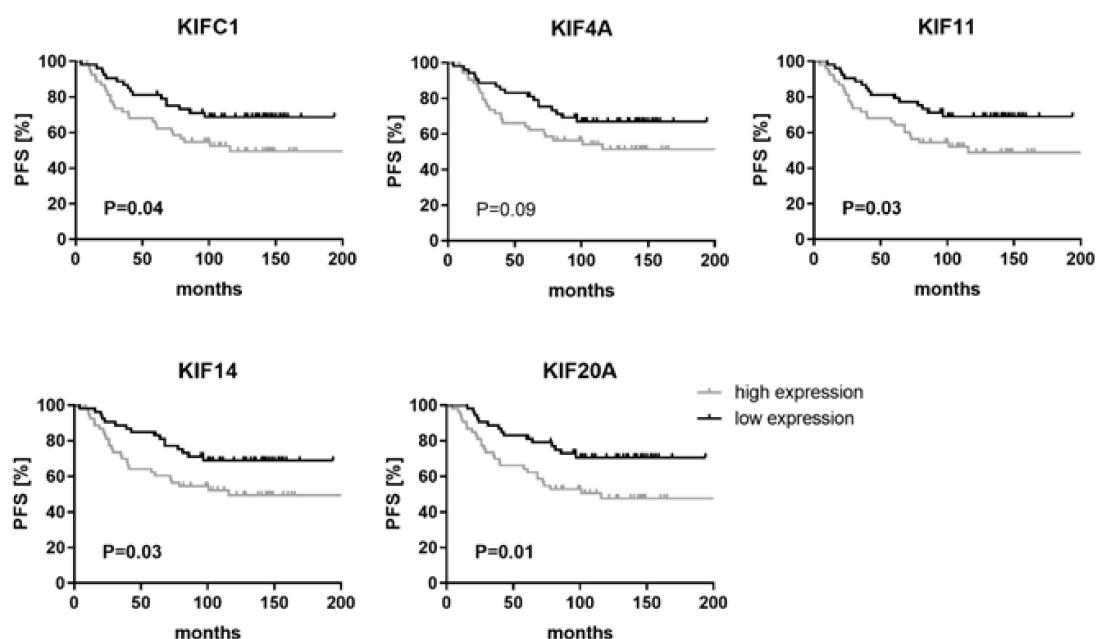 KIFC1
KIF4A
KIF11
100
80
60
40
20
0
PFS [%]
P=0.04
0 50 100 150 200
months
100
80
60
40
20
0
PFS [%]
P=0.09
0 50 100 150 200
months
100
80
60
40
20
0
PFS [%]
P=0.03
0 50 100 150 200
months
KIF14
KIF20A
100
80
60
40
20
0
PFS [%]
P=0.03
0 50 100 150 200
months
100
80
60
40
20
0
PFS [%]
P=0.01
0 50 100 150 200
months
high expression
low expression